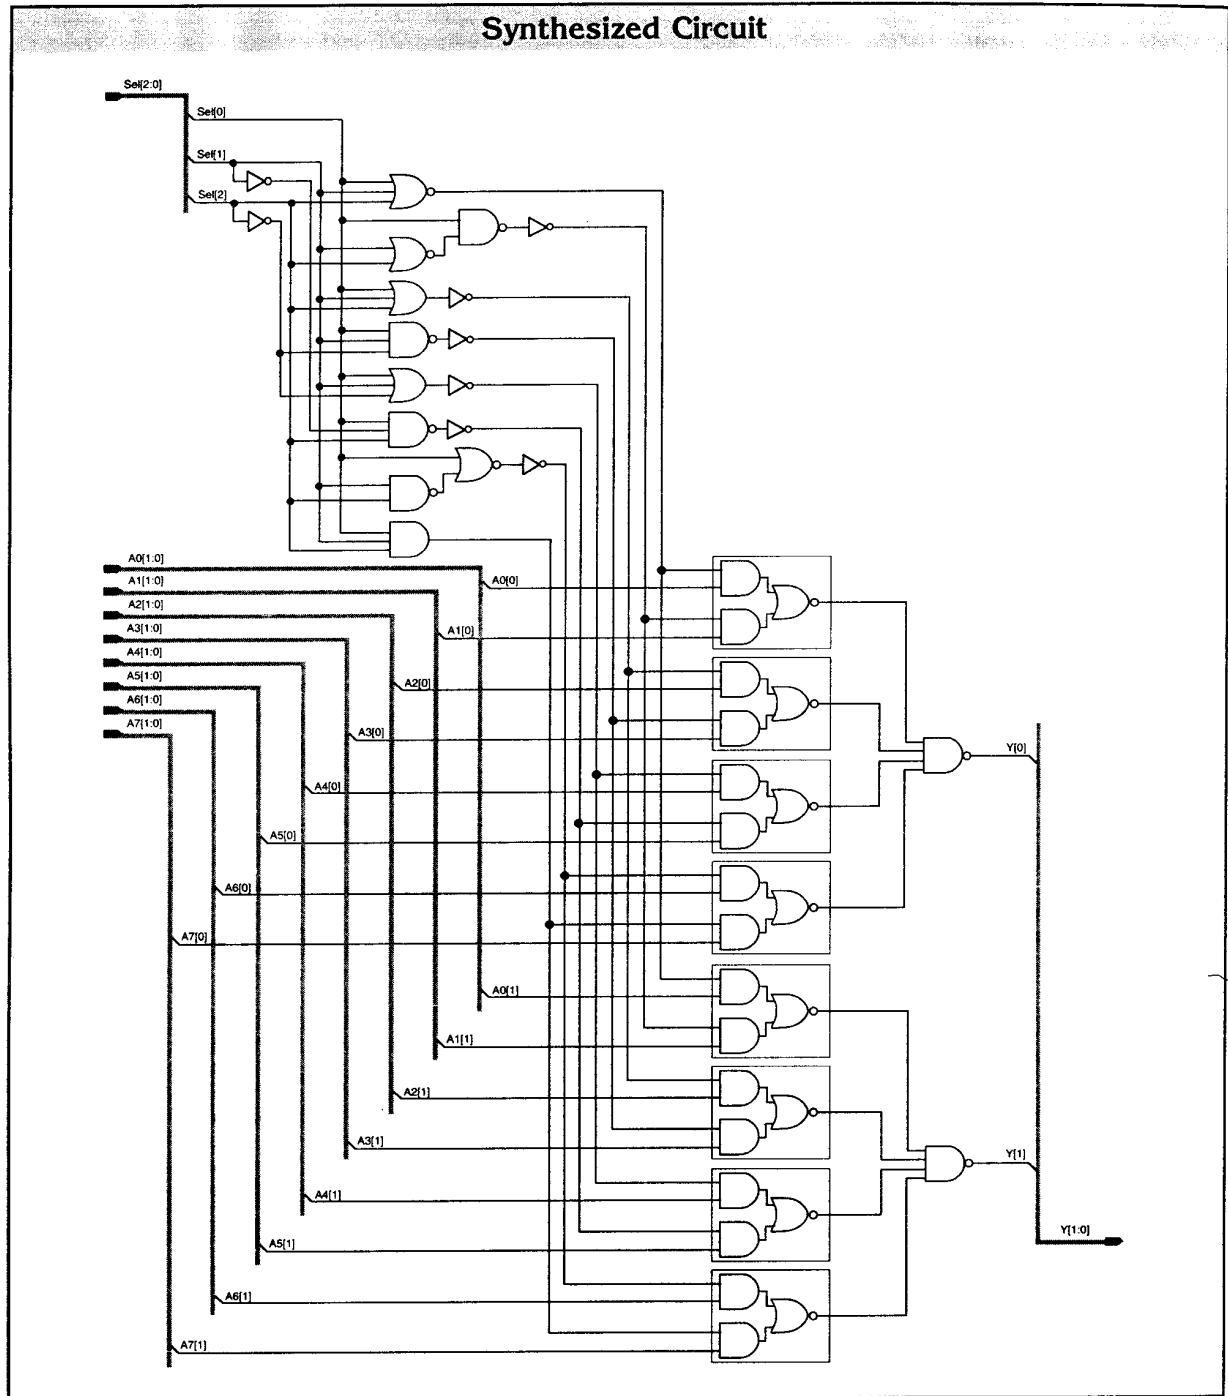 Synthesized Circuit
Sel[2:0]
Sel[0]
Sel[1]
Sel[2]
A0[1:0]
A1[1:0]
A2[1:0]
A3[1:0]
A4[1:0]
A5[1:0]
A6[1:0]
A7[1:0]
A0[0]
A1[0]
A2[0]
A3[0]
A4[0]
A5[0]
A6[0]
A7[0]
A0[1]
A1[1]
A2[1]
A3[1]
A4[1]
A5[1]
A6[1]
A7[1]
Y[0]
Y[1]
Y[1:0]